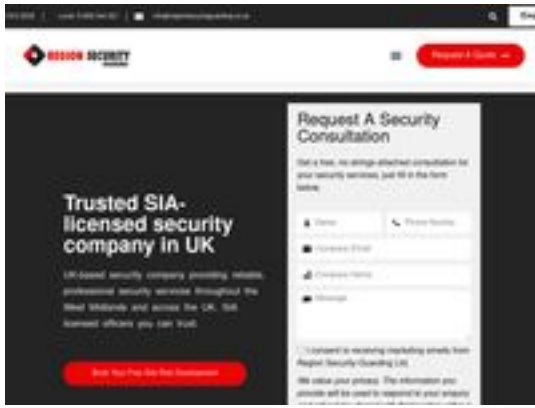 REGION SECURITY
GUARDING
Request A Quote
Request A Security
Consultation
Get a free, no strings attached consultation for
your security services, just fill in the form
below.
Name
Phone Number
Company Email
Company Name
Message
I consent to receiving marketing emails from
Region Security Guarding Ltd.
We value your privacy. The information you
provide will be used to respond to your enquiry
Trusted SIA-
licensed security
company in UK
UK-based security company providing reliable,
professional security services throughout the
West Midlands and across the UK. SIA
licensed officers you can trust.
Book Your Free Site Risk